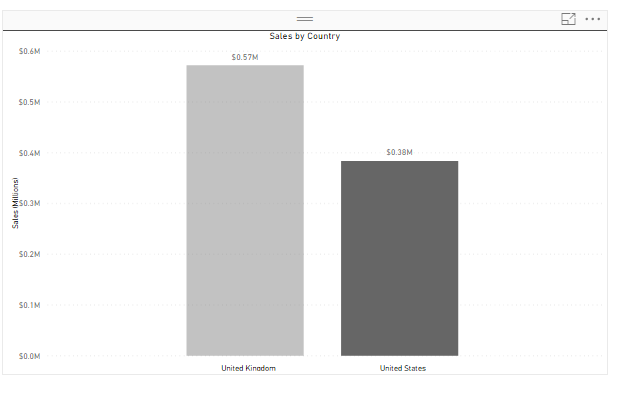 Sales by Country
$0.6M
$0.57M
$0.5M
$0.4M
$0.38M
Sales (Millions)
$0.3M
$0.2M
$0.1M
$0.0M
United Kingdom
United States